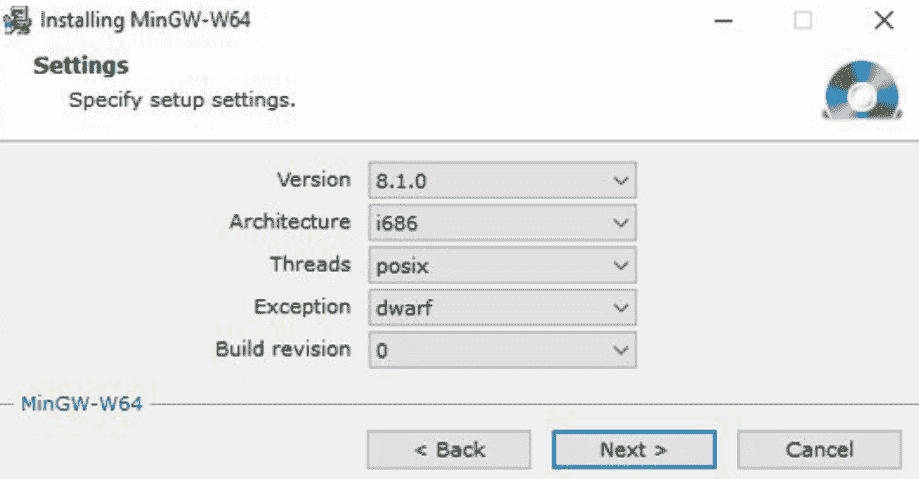 Installing MinGW-W64
Settings
Specify setup settings.
Version 8.1.0
Architecture i686
Threads posix
Exception dwarf
Build revision 0
MinGW-W64
< Back Next > Cancel